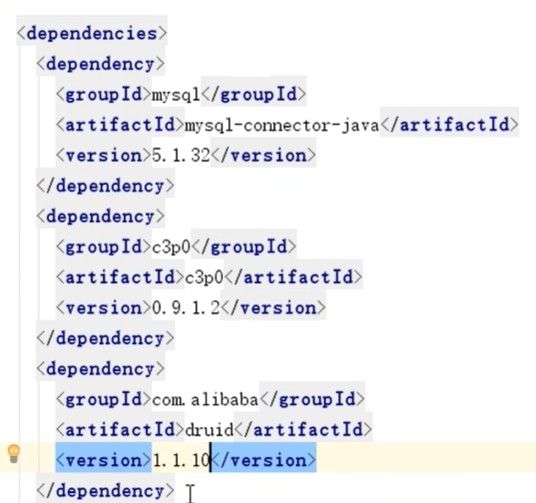 <dependencies>
<dependency>
<groupId>mysql</groupId>
<artifactId>mysql-connector-java</artifactId>
<version>5.1.32</version>
</dependency>
<dependency>
<groupId>c3p0</groupId>
<artifactId>c3p0</artifactId>
<version>0.9.1.2</version>
</dependency>
<dependency>
<groupId>com.alibaba</groupId>
<artifactId>druid</artifactId>
<version>1.1.10</version>
</dependency>